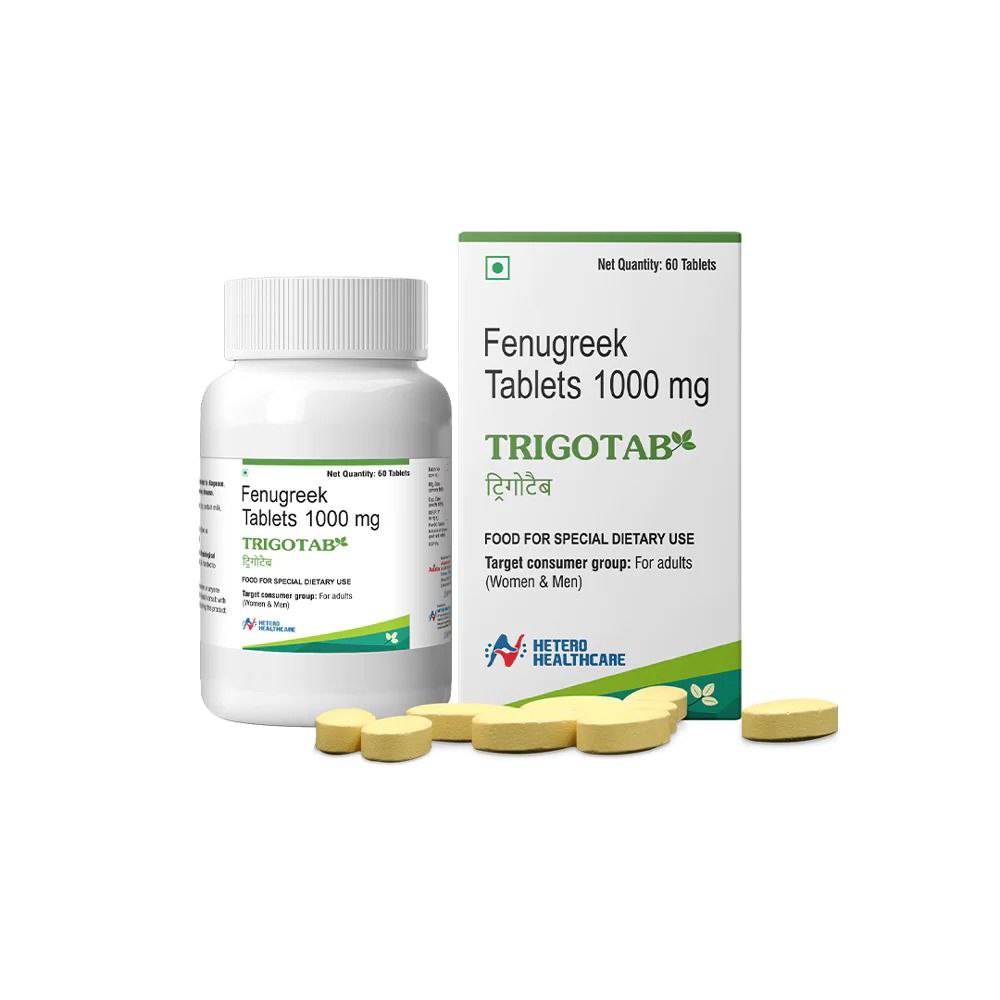 Net Quantity: 60 Tablets
Fenugreek
Tablets 1000 mg
TRIGOTAB
ट्रिगोटैब
FOOD FOR SPECIAL DIETARY USE
Target consumer group: For adults
(Women & Men)
HETERO
HEALTHCARE
Net Quantity: 60 Tablets
Fenugreek
Tablets 1000 mg
TRIGOTAB
ट्रिगोटैब
FOOD FOR SPECIAL DIETARY USE
Target consumer group: For adults
(Women & Men)
HETERO
HEALTHCARE